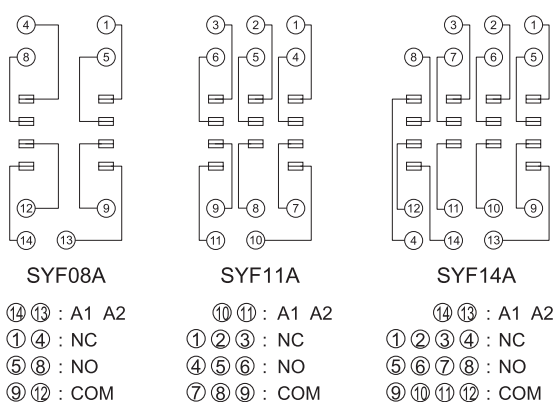 ④ ①
⑧ ⑤
⑫ ⑨
⑭ ⑬
SYF08A
⑭ ⑬ : A1 A2
① ④ : NC
⑤ ⑧ : NO
⑨ ⑫ : COM
③ ② ①
⑥ ⑤ ④
⑨ ⑧ ⑦
⑪ ⑩
SYF11A
⑩ ⑪ : A1 A2
① ② ③ : NC
④ ⑤ ⑥ : NO
⑦ ⑧ ⑨ : COM
③ ② ①
⑧ ⑦ ⑥ ⑤
⑫ ⑪ ⑩ ⑨
④ ⑭ ⑬
SYF14A
⑭ ⑬ : A1 A2
① ② ③ ④ : NC
⑤ ⑥ ⑦ ⑧ : NO
⑨ ⑩ ⑪ ⑫ : COM